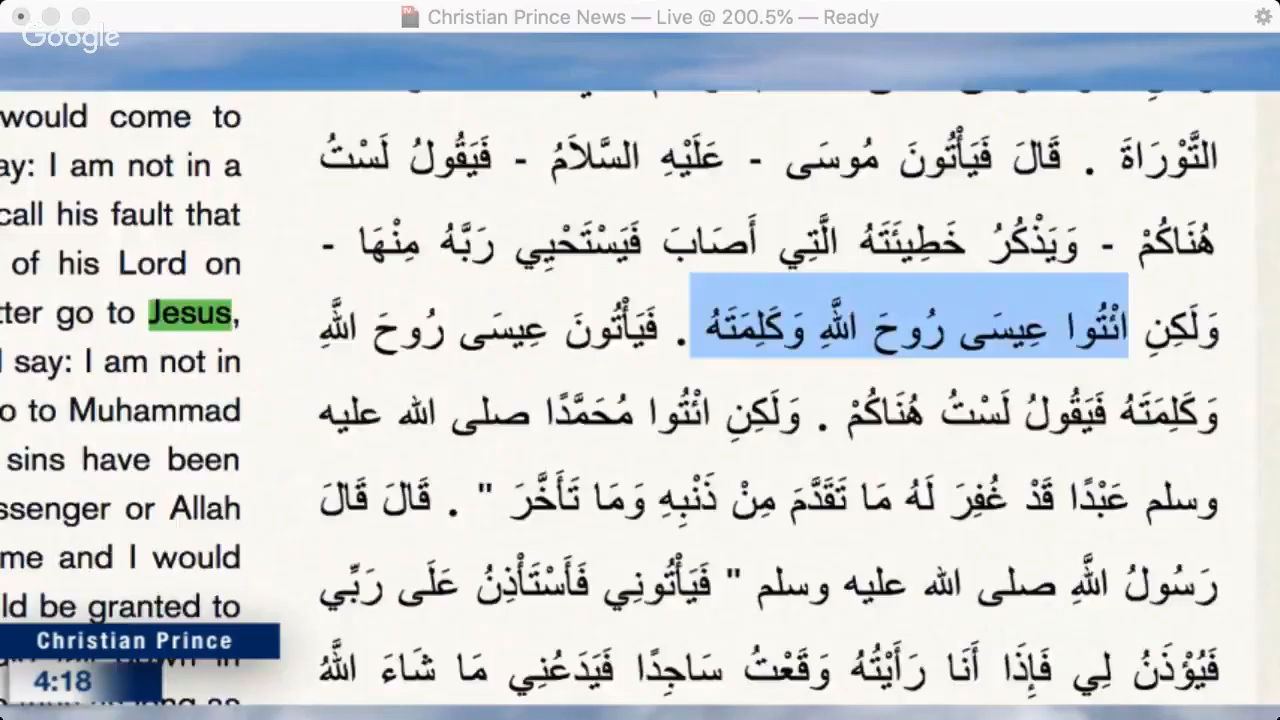 Christian Prince News — Live @ 200.5% — Ready
Google
would come to
ay: I am not in a
call his fault that
of his Lord on
tter go to Jesus,
I say: I am not in
o to Muhammad
sins have been
ssenger or Allah
me and I would
ld be granted to
التَّوْرَاةَ . قَالَ فَيَأْتُونَ مُوسَى - عَلَيْهِ السَّلاَمُ - فَيَقُولُ لَسْتُ
هُنَاكُمْ - وَيَذْكُرُ خَطِيئَتَهُ الَّتِي أَصَابَ فَيَسْتَحْيِي رَبَّهُ مِنْهَا -
وَلَكِنِ ائْتُوا عِيسَى رُوحَ اللَّهِ وَكَلِمَتَهُ . فَيَأْتُونَ عِيسَى رُوحَ اللَّهِ
وَكَلِمَتَهُ فَيَقُولُ لَسْتُ هُنَاكُمْ . وَلَكِنِ ائْتُوا مُحَمَّدًا صلى الله عليه
وسلم عَبْدًا قَدْ غُفِرَ لَهُ مَا تَقَدَّمَ مِنْ ذَنْبِهِ وَمَا تَأَخَّرَ " . قَالَ قَالَ
رَسُولُ اللَّهِ صلى الله عليه وسلم " فَيَأْتُونِي فَأَسْتَأْذِنُ عَلَى رَبِّي
فَيُؤْذَنُ لِي فَإِذَا أَنَا رَأَيْتُهُ وَقَعْتُ سَاجِدًا فَيَدَعُنِي مَا شَاءَ اللَّهُ
Christian Prince
4:18